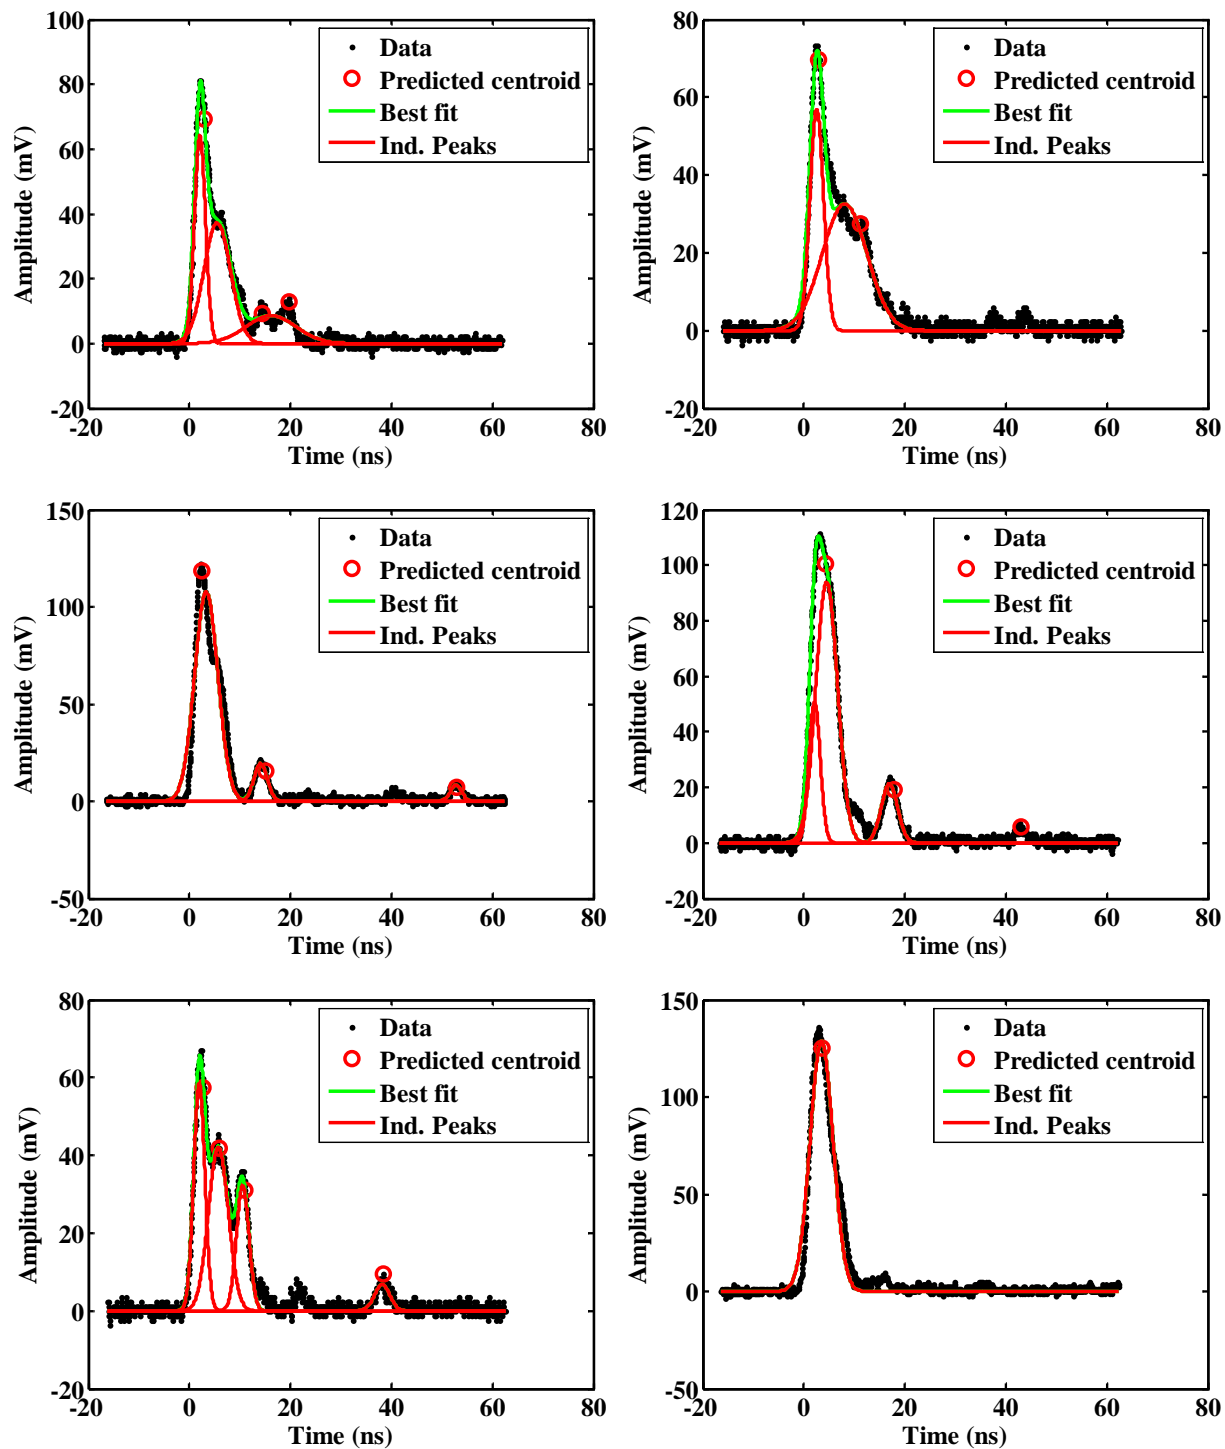 100
80
60
40
20
0
-20
-20 0 20 40 60 80
Amplitude (mV)
Time (ns)
Data
Predicted centroid
Best fit
Ind. Peaks
80
60
40
20
0
-20
-20 0 20 40 60 80
Amplitude (mV)
Time (ns)
Data
Predicted centroid
Best fit
Ind. Peaks
150
100
50
0
-50
-20 0 20 40 60 80
Amplitude (mV)
Time (ns)
Data
Predicted centroid
Best fit
Ind. Peaks
120
100
80
60
40
20
0
-20
-20 0 20 40 60 80
Amplitude (mV)
Time (ns)
Data
Predicted centroid
Best fit
Ind. Peaks
80
60
40
20
0
-20
-20 0 20 40 60 80
Amplitude (mV)
Time (ns)
Data
Predicted centroid
Best fit
Ind. Peaks
150
100
50
0
-50
-20 0 20 40 60 80
Amplitude (mV)
Time (ns)
Data
Predicted centroid
Best fit
Ind. Peaks